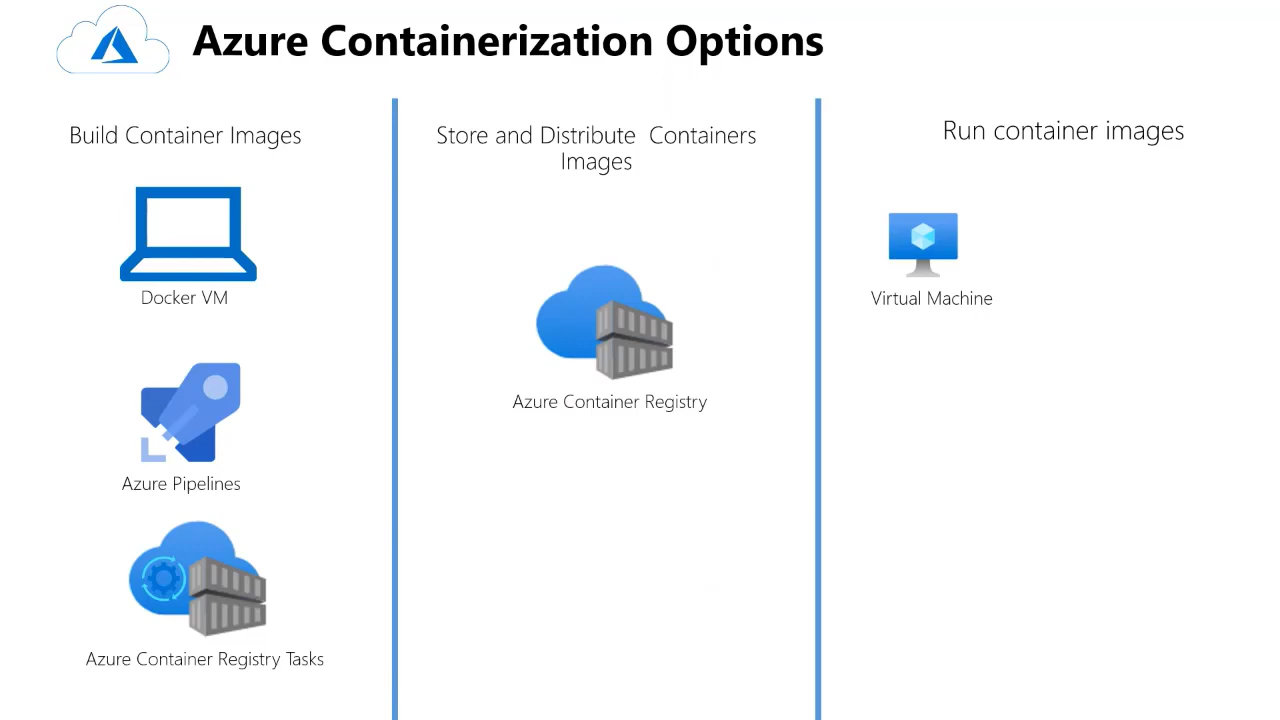 Azure Containerization Options
Build Container Images
Docker VM
Azure Pipelines
Azure Container Registry Tasks
Store and Distribute  Containers
Images
Azure Container Registry
Run container images
Virtual Machine